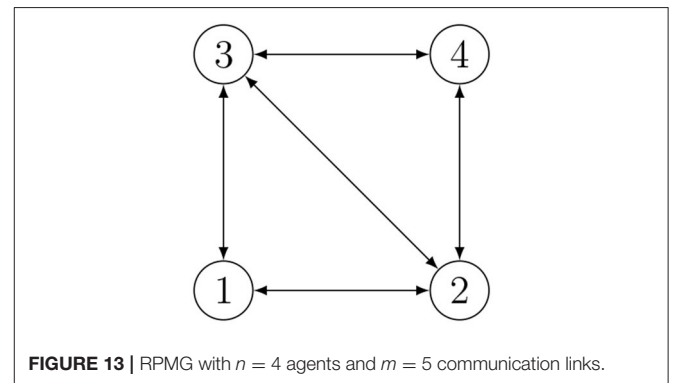 3 4
1 2
FIGURE 13 | RPMG with n = 4 agents and m = 5 communication links.